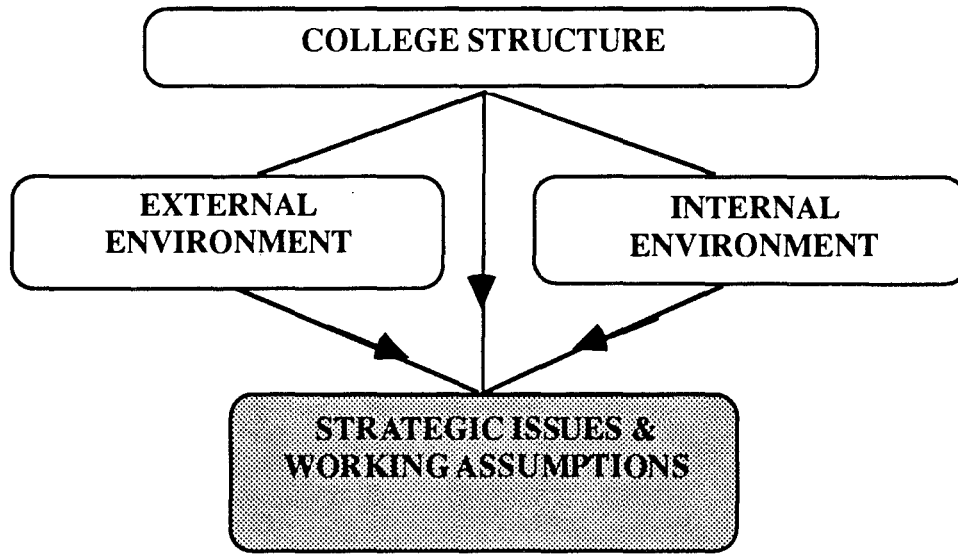 COLLEGE STRUCTURE
EXTERNAL
ENVIRONMENT
INTERNAL
ENVIRONMENT
STRATEGIC ISSUES &
WORKING ASSUMPTIONS